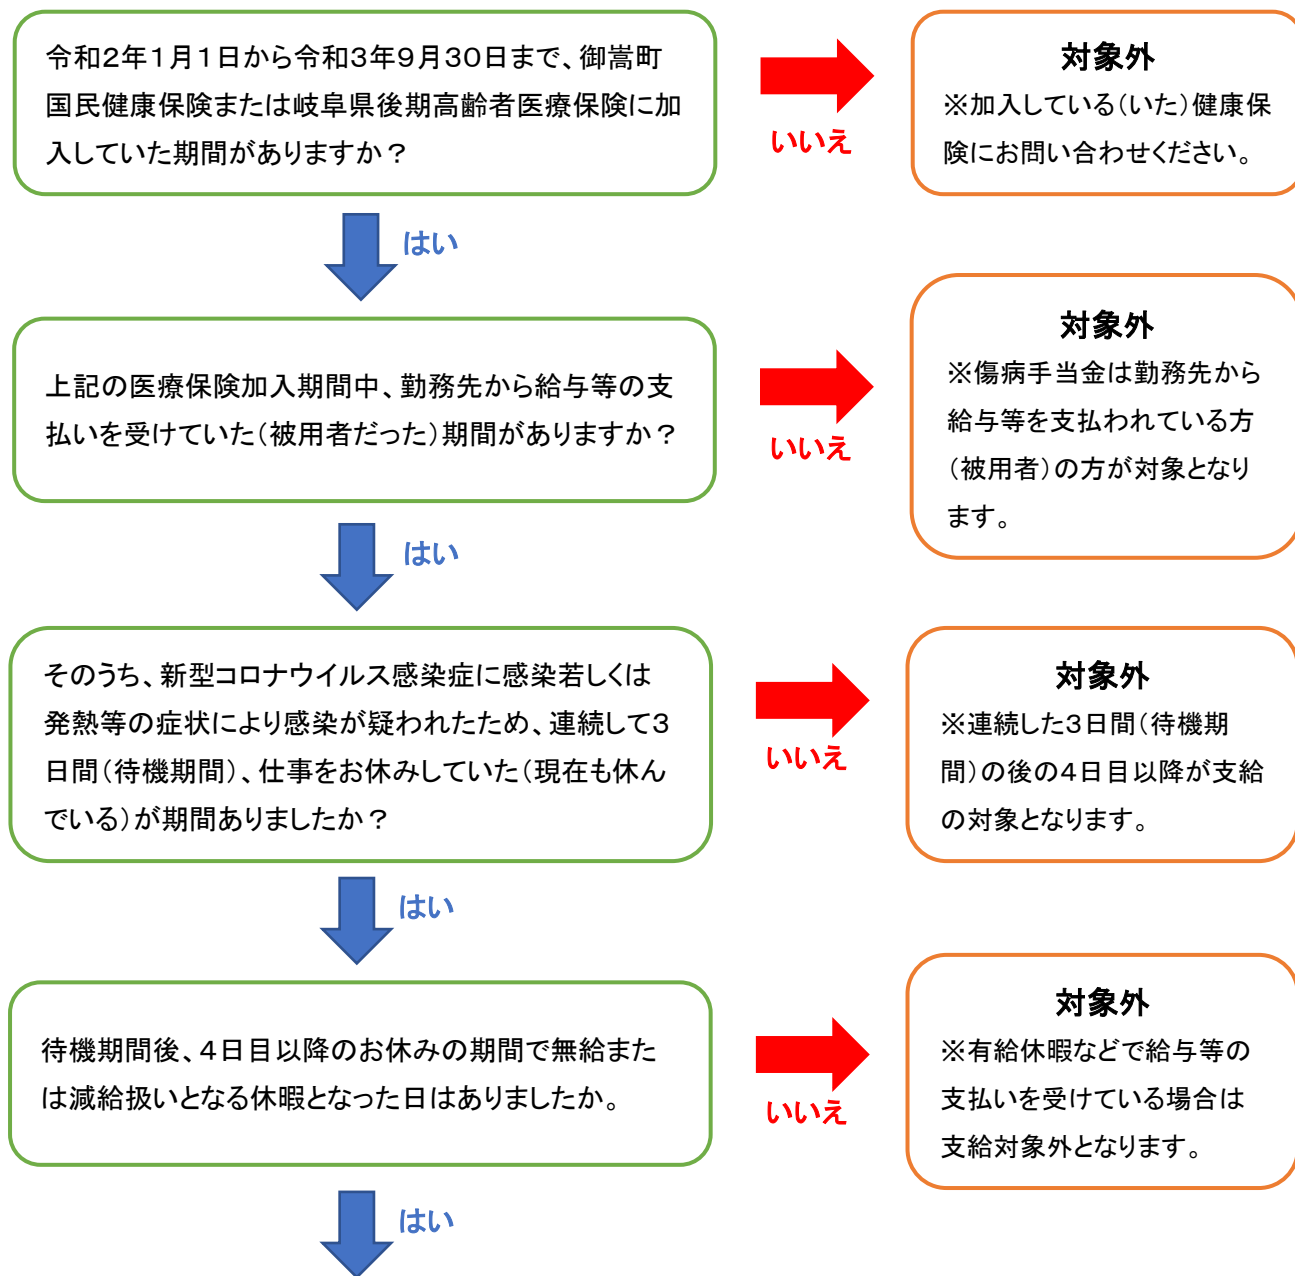 令和２年１月１日から令和３年９月３０日まで、御嵩町
国民健康保険または岐阜県後期高齢者医療保険に加
入していた期間がありますか？
いいえ
対象外
※加入している（いた）健康保
険にお問い合わせください。
はい
上記の医療保険加入期間中、勤務先から給与等の支
払いを受けていた（被用者だった）期間がありますか？
いいえ
対象外
※傷病手当金は勤務先から
給与等を支払われている方
（被用者）の方が対象となり
ます。
はい
そのうち、新型コロナウイルス感染症に感染若しくは
発熱等の症状により感染が疑われたため、連続して３
日間（待機期間）、仕事をお休みしていた（現在も休ん
でいる）が期間ありましたか？
いいえ
対象外
※連続した３日間（待機期
間）の後の４日目以降が支給
の対象となります。
はい
待機期間後、４日目以降のお休みの期間で無給また
は減給扱いとなる休暇となった日はありましたか。
いいえ
対象外
※有給休暇などで給与等の
支払いを受けている場合は
支給対象外となります。
はい